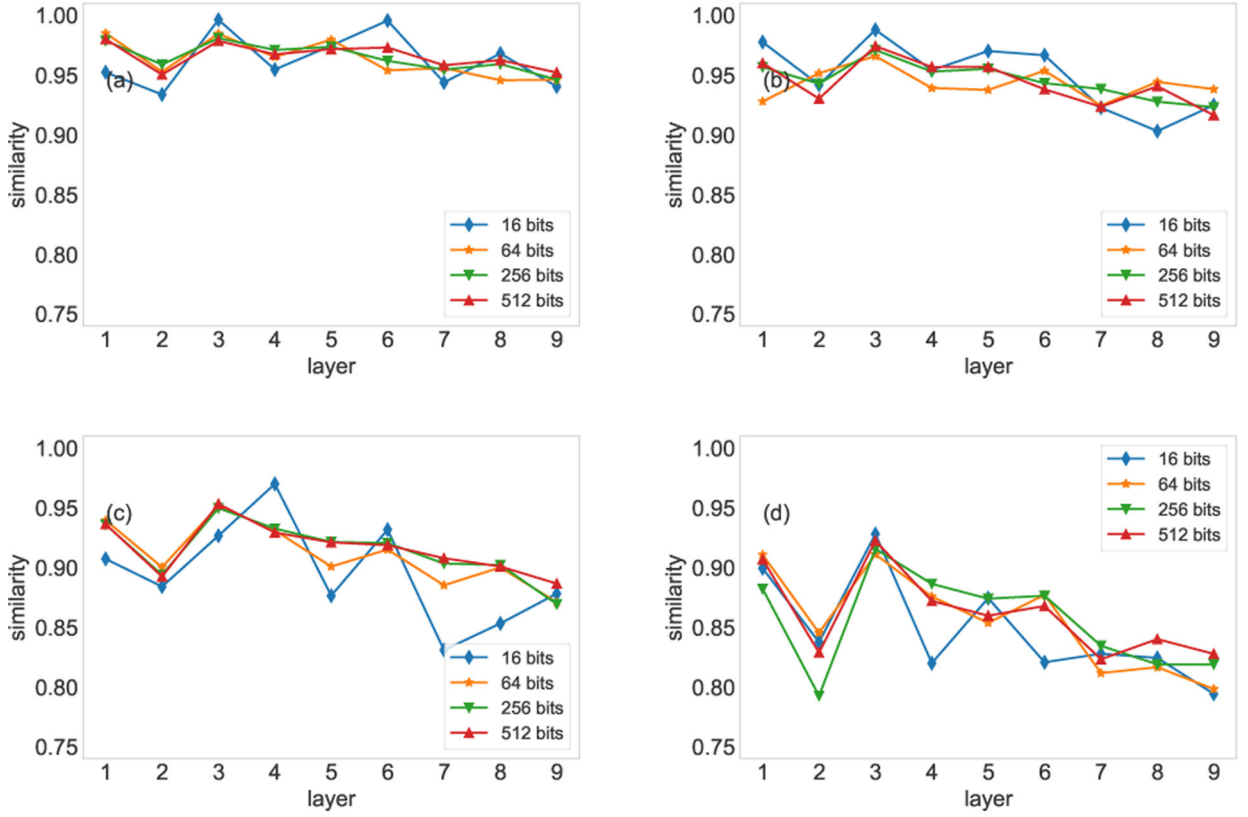 1.00
0.95
0.90
0.85
0.80
0.75
similarity
(a)
16 bits
64 bits
256 bits
512 bits
1 2 3 4 5 6 7 8 9
layer
1.00
0.95
0.90
0.85
0.80
0.75
similarity
(b)
16 bits
64 bits
256 bits
512 bits
1 2 3 4 5 6 7 8 9
layer
1.00
0.95
0.90
0.85
0.80
0.75
similarity
(c)
16 bits
64 bits
256 bits
512 bits
1 2 3 4 5 6 7 8 9
layer
1.00
0.95
0.90
0.85
0.80
0.75
similarity
(d)
16 bits
64 bits
256 bits
512 bits
1 2 3 4 5 6 7 8 9
layer